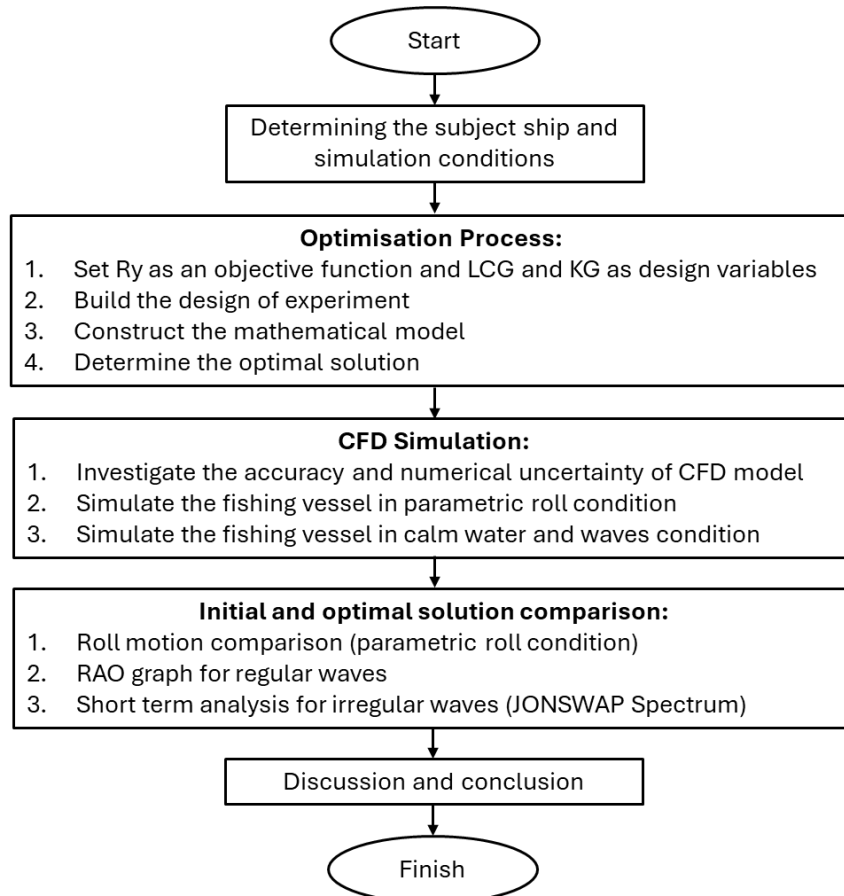 Start
Determining the subject ship and
simulation conditions
Optimisation Process:
1. Set Ry as an objective function and LCG and KG as design variables
2. Build the design of experiment
3. Construct the mathematical model
4. Determine the optimal solution
CFD Simulation:
1. Investigate the accuracy and numerical uncertainty of CFD model
2. Simulate the fishing vessel in parametric roll condition
3. Simulate the fishing vessel in calm water and waves condition
Initial and optimal solution comparison:
1. Roll motion comparison (parametric roll condition)
2. RAO graph for regular waves
3. Short term analysis for irregular waves (JONSWAP Spectrum)
Discussion and conclusion
Finish